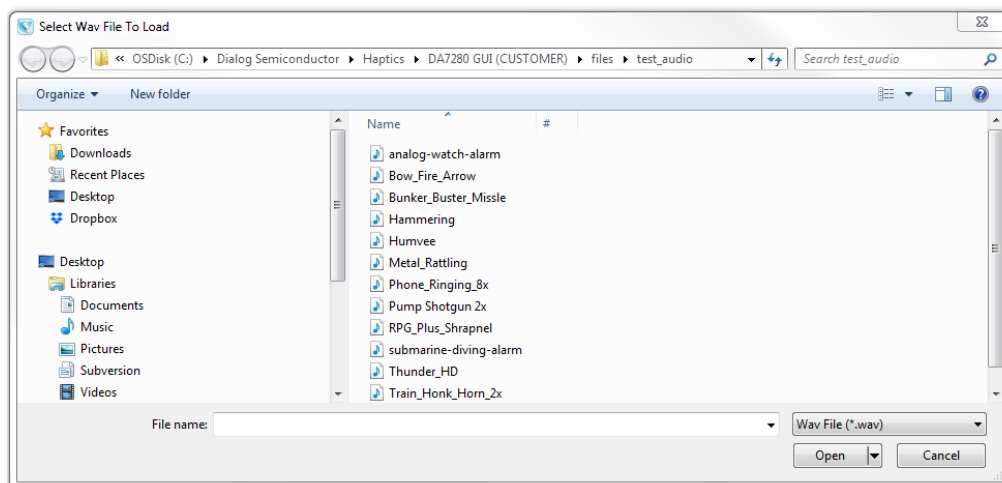 Select Wav File To Load
« OSDisk (C:) ▸ Dialog Semiconductor ▸ Haptics ▸ DA7280 GUI (CUSTOMER) ▸ files ▸ test_audio
Search test_audio
Organize
New folder
Favorites
Downloads
Recent Places
Desktop
Dropbox
Desktop
Libraries
Documents
Music
Pictures
Subversion
Videos
Name
#
analog-watch-alarm
Bow_Fire_Arrow
Bunker_Buster_Missle
Hammering
Humvee
Metal_Rattling
Phone_Ringing_8x
Pump Shotgun 2x
RPG_Plus_Shrapnel
submarine-diving-alarm
Thunder_HD
Train_Honk_Horn_2x
File name:
Wav File (*.wav)
Open
Cancel